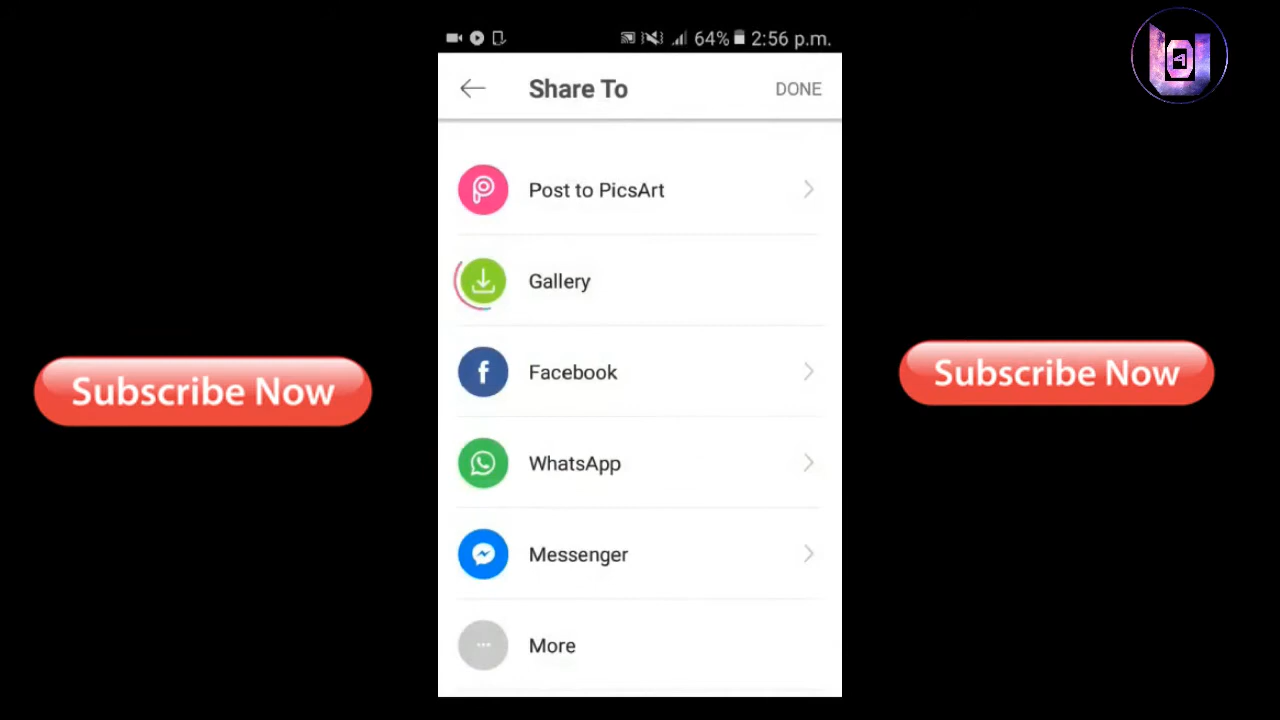 64% 2:56 p.m.
Share To
DONE
Post to PicsArt
Gallery
Facebook
Subscribe Now
Subscribe Now
WhatsApp
Messenger
More